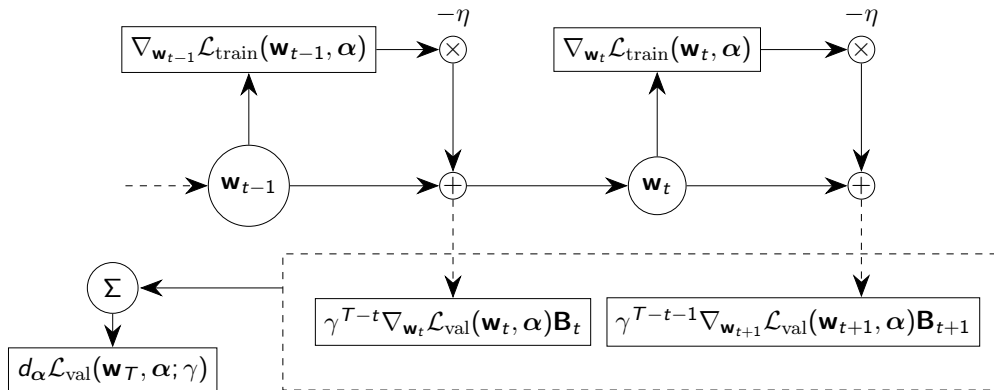 −η −η
∇_{𝐰_{t−1}} ℒ_train(𝐰_{t−1}, 𝜶) × ∇_{𝐰_t} ℒ_train(𝐰_t, 𝜶) ×
𝐰_{t−1} + 𝐰_t +
Σ
γ^{T−t} ∇_{𝐰_t} ℒ_val(𝐰_t, 𝜶) 𝐁_t γ^{T−t−1} ∇_{𝐰_{t+1}} ℒ_val(𝐰_{t+1}, 𝜶) 𝐁_{t+1}
d_𝜶 ℒ_val(𝐰_T, 𝜶; γ)